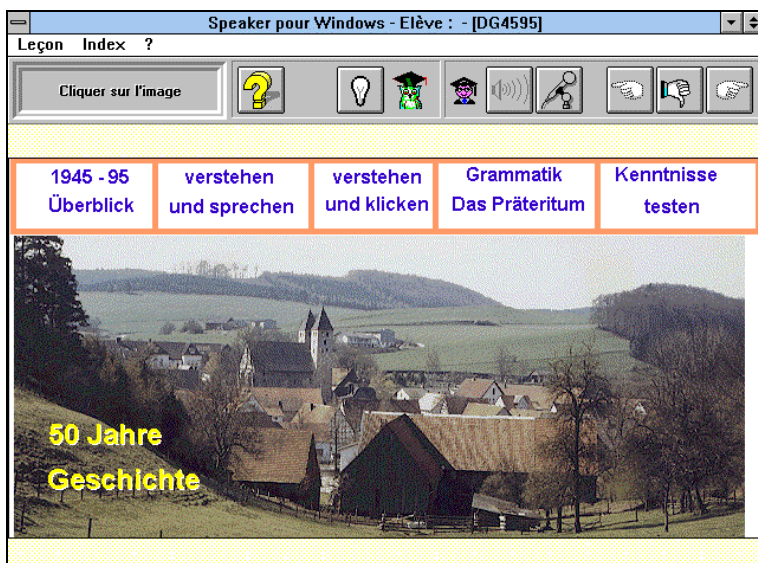 Speaker pour Windows - Elève : - [DG4595]
Leçon Index ?
Cliquer sur l'image
1945 - 95
Überblick
verstehen
und sprechen
verstehen
und klicken
Grammatik
Das Präteritum
Kenntnisse
testen
50 Jahre
Geschichte